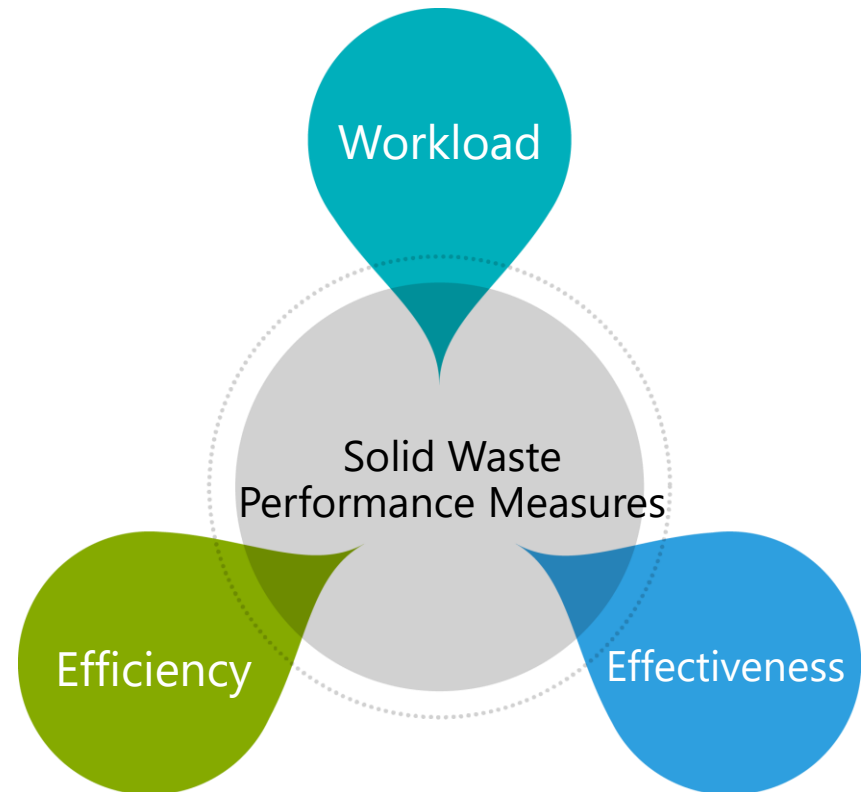 Workload
Solid Waste
Performance Measures
Efficiency
Effectiveness